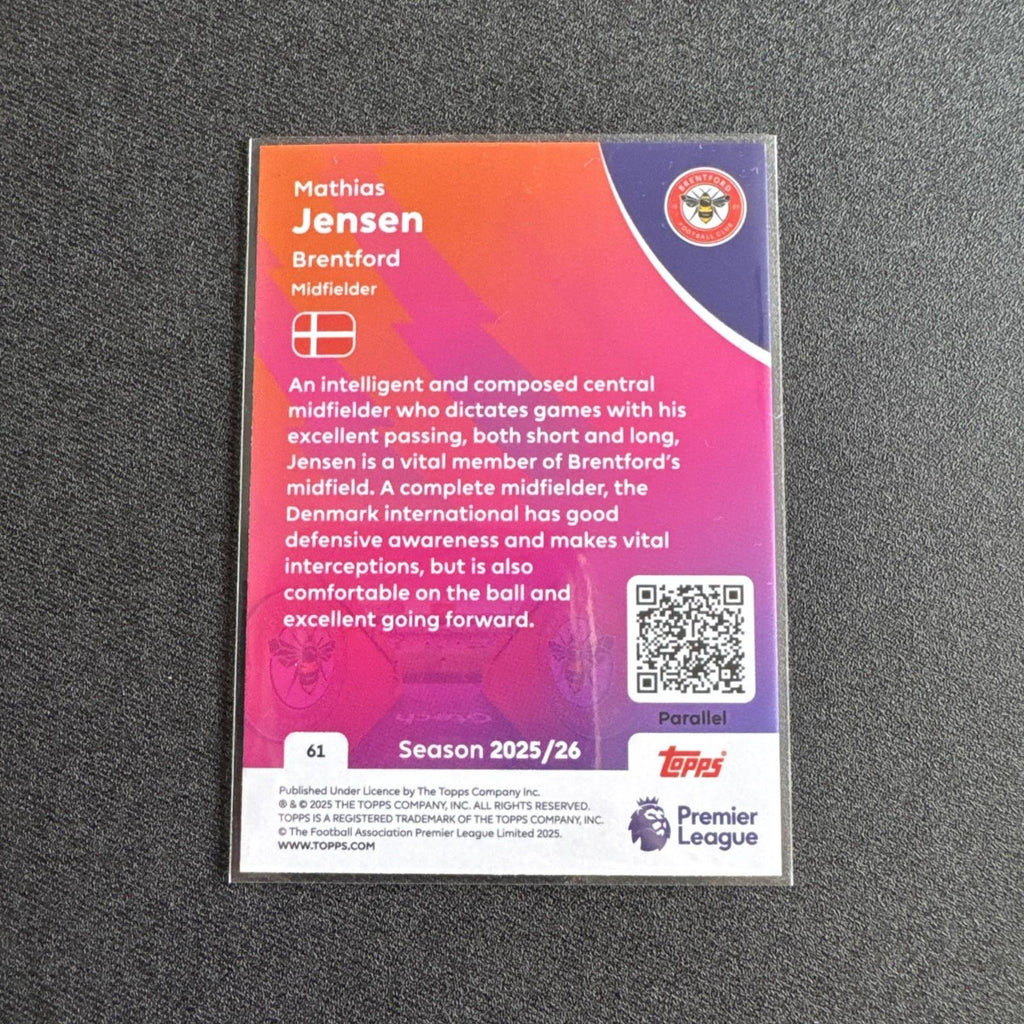 Mathias
Jensen
Brentford
Midfielder
BRENTFORD
FOOTBALL CLUB
An intelligent and composed central
midfielder who dictates games with his
excellent passing, both short and long,
Jensen is a vital member of Brentford's
midfield. A complete midfielder, the
Denmark international has good
defensive awareness and makes vital
interceptions, but is also
comfortable on the ball and
excellent going forward.
Parallel
61
Season 2025/26
topps®
Published Under Licence by The Topps Company Inc.
® & © 2025 THE TOPPS COMPANY, INC. ALL RIGHTS RESERVED.
TOPPS IS A REGISTERED TRADEMARK OF THE TOPPS COMPANY, INC.
© The Football Association Premier League Limited 2025.
WWW.TOPPS.COM
Premier
League